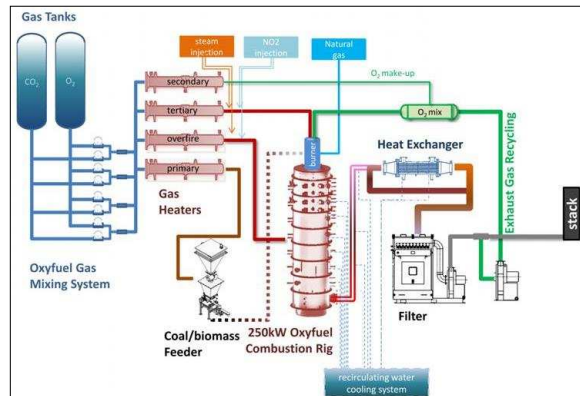 Gas Tanks
steam
injection
NO2
injection
Natural
gas
CO2
O2
secondary
tertiary
overfire
primary
O2 make-up
O2 mix
burner
Heat Exchanger
Exhaust Gas Recycling
stack
Gas
Heaters
Oxyfuel Gas
Mixing System
Coal/biomass
Feeder
250kW Oxyfuel
Combustion Rig
Filter
recirculating water
cooling system